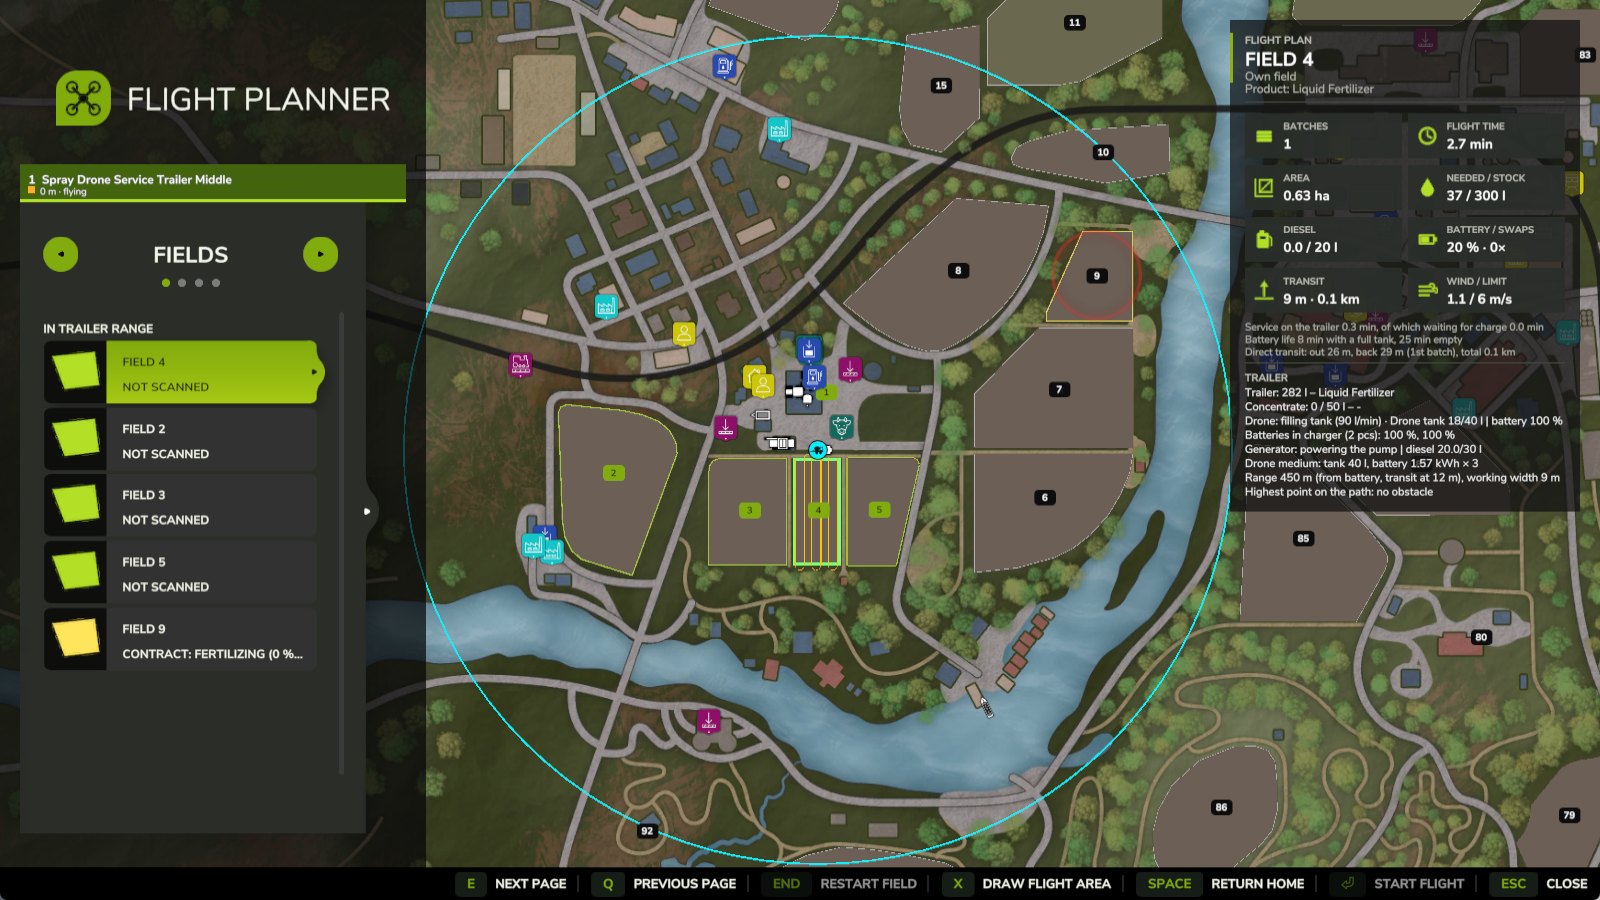 FLIGHT PLANNER
1 Spray Drone Service Trailer Middle
0 m · flying
FIELDS
IN TRAILER RANGE
FIELD 4
NOT SCANNED
FIELD 2
NOT SCANNED
FIELD 3
NOT SCANNED
FIELD 5
NOT SCANNED
FIELD 9
CONTRACT: FERTILIZING (0 %...
11
15
10
8
9
7
6
2
3
4
5
1
83
85
80
86
79
92
FLIGHT PLAN
FIELD 4
Own field
Product: Liquid Fertilizer
BATCHES
1
FLIGHT TIME
2.7 min
AREA
0.63 ha
NEEDED / STOCK
37 / 300 l
DIESEL
0.0 / 20 l
BATTERY / SWAPS
20 % · 0×
TRANSIT
9 m · 0.1 km
WIND / LIMIT
1.1 / 6 m/s
Service on the trailer 0.3 min, of which waiting for charge 0.0 min
Battery life 8 min with a full tank, 25 min empty
Direct transit: out 26 m, back 29 m (1st batch), total 0.1 km
TRAILER
Trailer: 282 l – Liquid Fertilizer
Concentrate: 0 / 50 l – -
Drone: filling tank (90 l/min) · Drone tank 18/40 l | battery 100 %
Batteries in charger (2 pcs): 100 %, 100 %
Generator: powering the pump | diesel 20.0/30 l
Drone medium: tank 40 l, battery 1.57 kWh × 3
Range 450 m (from battery, transit at 12 m), working width 9 m
Highest point on the path: no obstacle
E NEXT PAGE
Q PREVIOUS PAGE
END RESTART FIELD
X DRAW FLIGHT AREA
SPACE RETURN HOME
START FLIGHT
ESC CLOSE